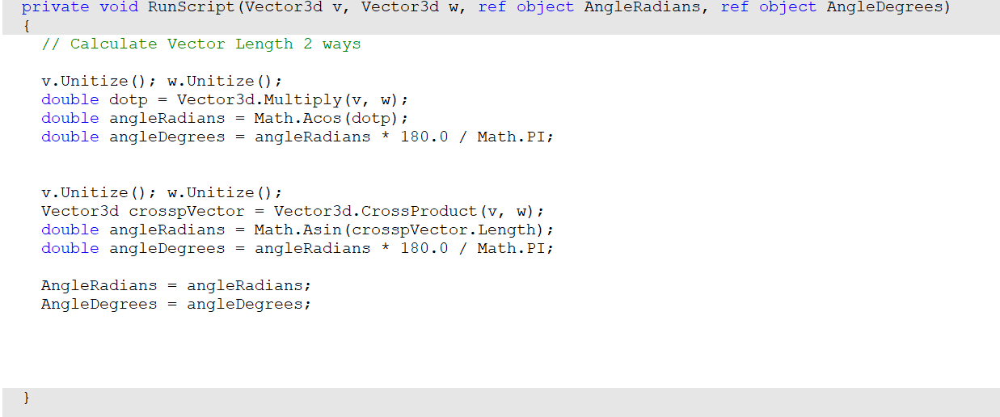 private void RunScript(Vector3d v, Vector3d w, ref object AngleRadians, ref object AngleDegrees)
{
// Calculate Vector Length 2 ways
v.Unitize(); w.Unitize();
double dotp = Vector3d.Multiply(v, w);
double angleRadians = Math.Acos(dotp);
double angleDegrees = angleRadians * 180.0 / Math.PI;
v.Unitize(); w.Unitize();
Vector3d crosspVector = Vector3d.CrossProduct(v, w);
double angleRadians = Math.Asin(crosspVector.Length);
double angleDegrees = angleRadians * 180.0 / Math.PI;
AngleRadians = angleRadians;
AngleDegrees = angleDegrees;
}